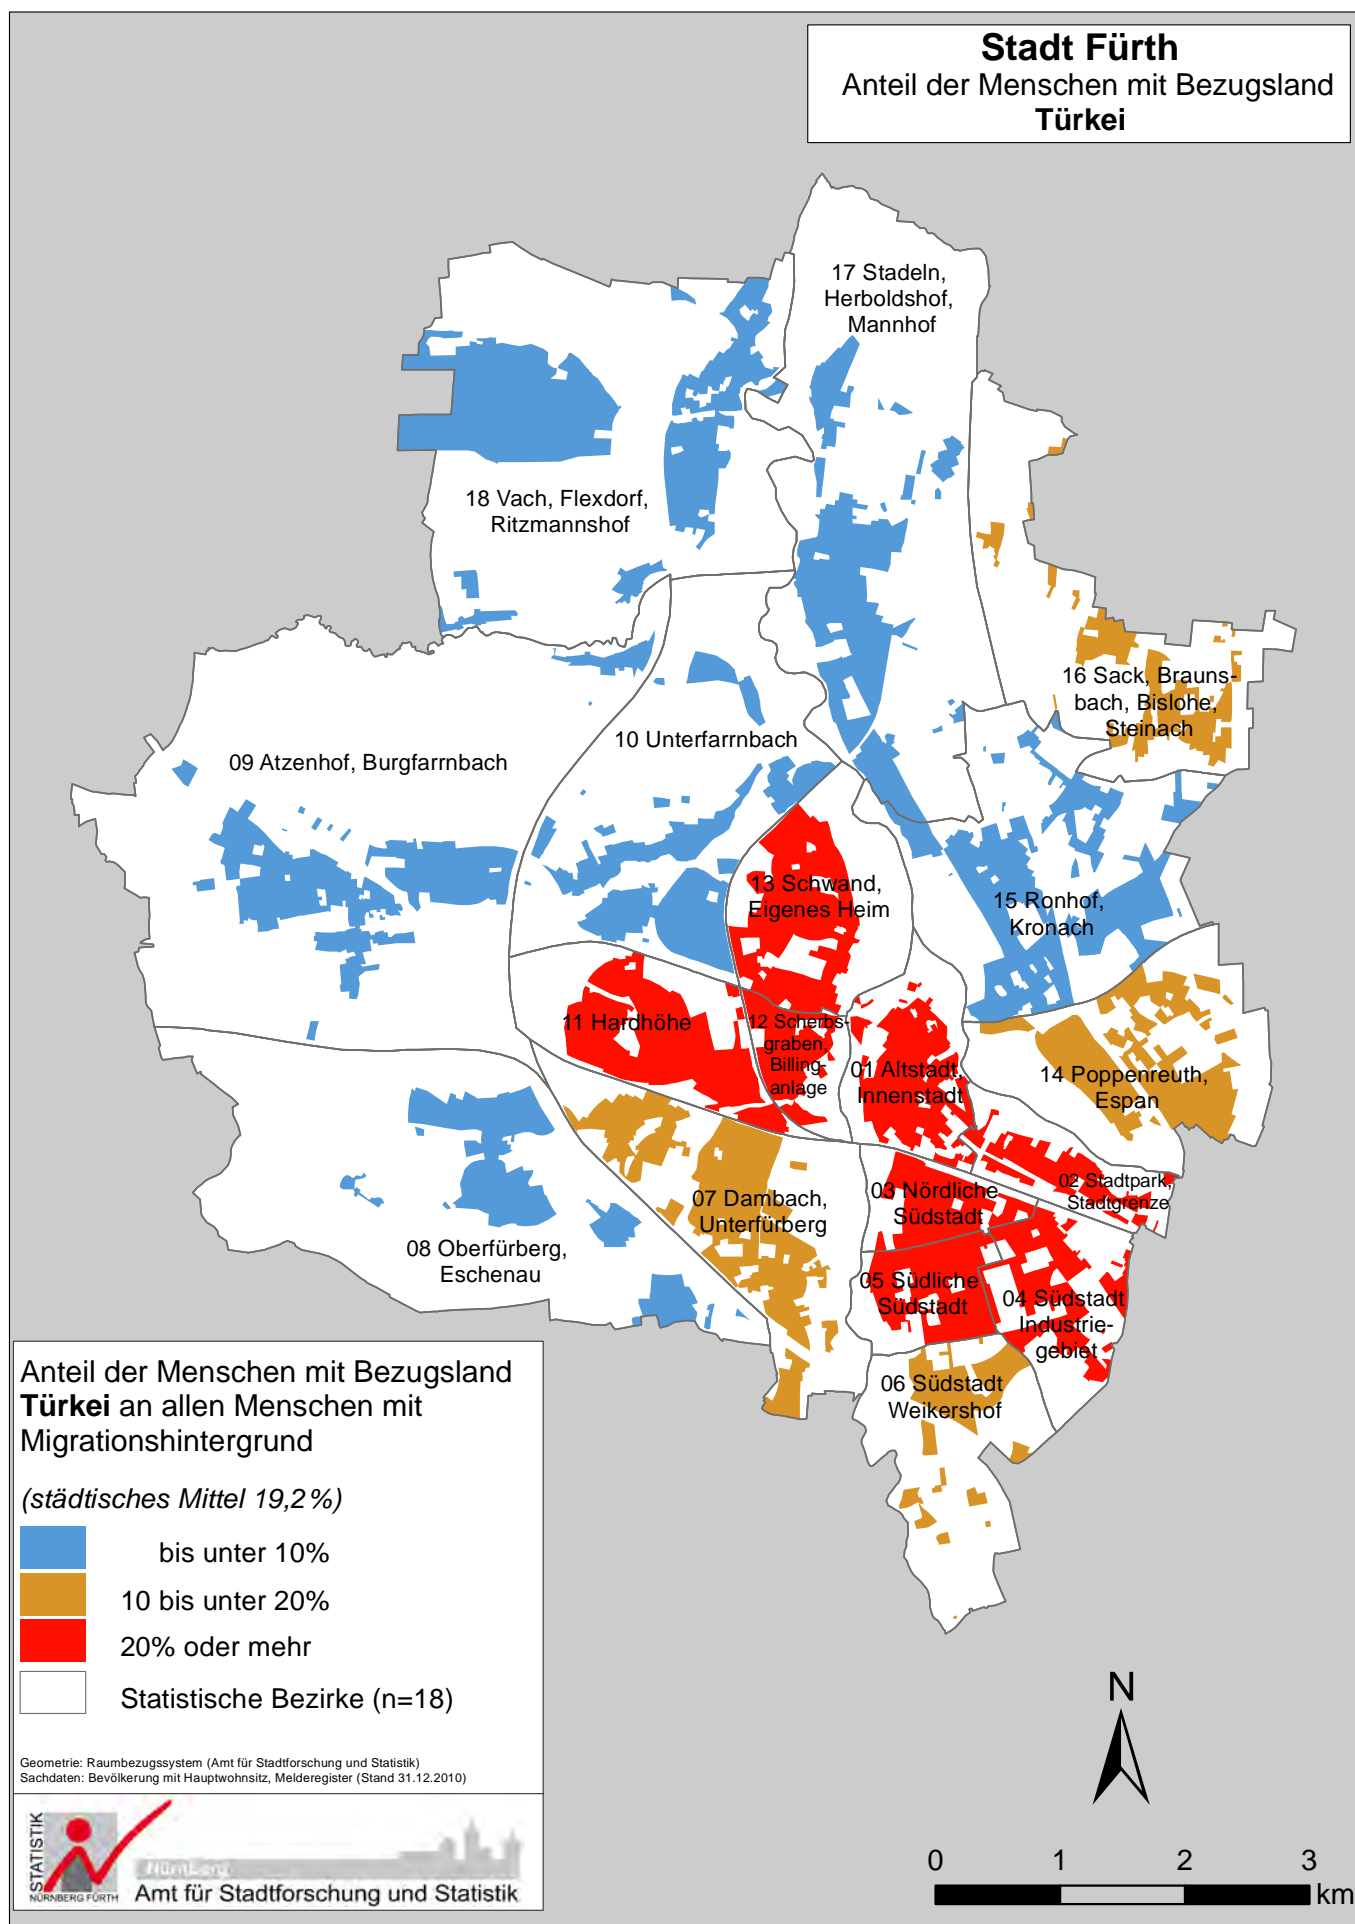 Stadt Fürth
Anteil der Menschen mit Bezugsland
Türkei
17 Stadeln,
Herboldshof,
Mannhof
18 Vach, Flexdorf,
Ritzmannshof
16 Sack, Brauns-
bach, Bislohe,
Steinach
10 Unterfarrnbach
09 Atzenhof, Burgfarrnbach
13 Schwand,
Eigenes Heim
15 Ronhof,
Kronach
11 Hardhöhe
12 Scherbs-
graben,
Billing-
anlage
01 Altstadt,
Innenstadt
14 Poppenreuth,
Espan
02 Stadtpark,
Stadtgrenze
03 Nördliche
Südstadt
07 Dambach,
Unterfürberg
08 Oberfürberg,
Eschenau
05 Südliche
Südstadt
04 Südstadt
Industrie-
gebiet
06 Südstadt
Weikershof
Anteil der Menschen mit Bezugsland
Türkei an allen Menschen mit
Migrationshintergrund
(städtisches Mittel 19,2%)
bis unter 10%
10 bis unter 20%
20% oder mehr
Statistische Bezirke (n=18)
Geometrie: Raumbezugssystem (Amt für Stadtforschung und Statistik)
Sachdaten: Bevölkerung mit Hauptwohnsitz, Melderegister (Stand 31.12.2010)
STATISTIK
NÜRNBERG FÜRTH
Nürnberg
Amt für Stadtforschung und Statistik
N
0 1 2 3
km